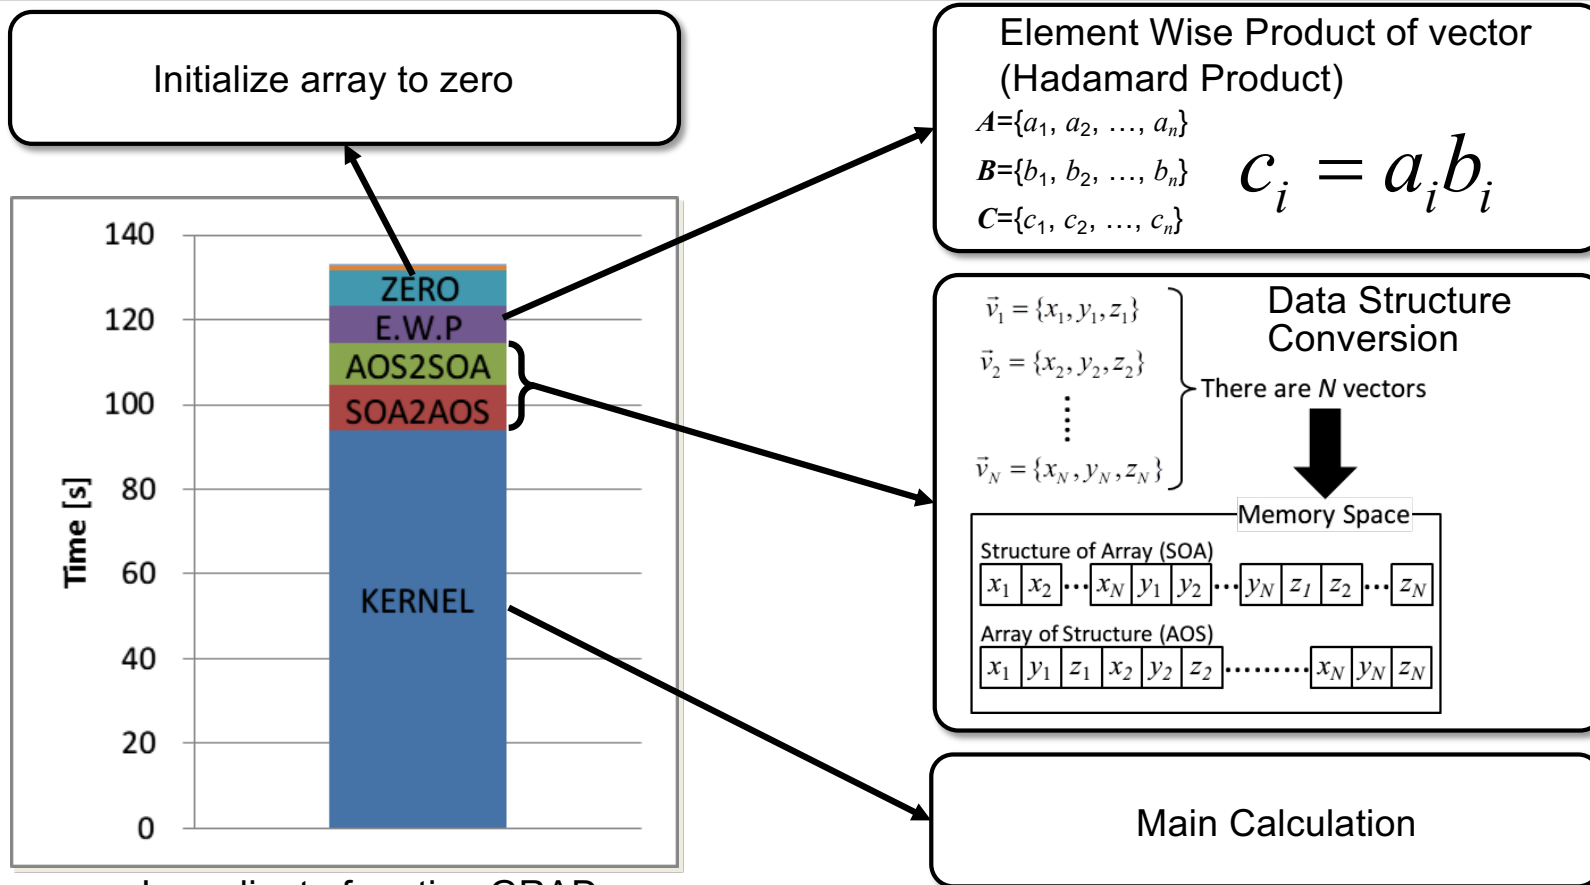 Initialize array to zero
Element Wise Product of vector
(Hadamard Product)
A={a1, a2, …, an}
B={b1, b2, …, bn}
C={c1, c2, …, cn}
ci = aibi
140
120
100
80
60
40
20
0
Time [s]
ZERO
E.W.P
AOS2SOA
SOA2AOS
KERNEL
Data Structure
Conversion
v⃗1 = {x1, y1, z1}
v⃗2 = {x2, y2, z2}
v⃗N = {xN, yN, zN}
There are N vectors
Memory Space
Structure of Array (SOA)
x1 x2 ... xN y1 y2 ... yN z1 z2 ... zN
Array of Structure (AOS)
x1 y1 z1 x2 y2 z2 ......... xN yN zN
Main Calculation